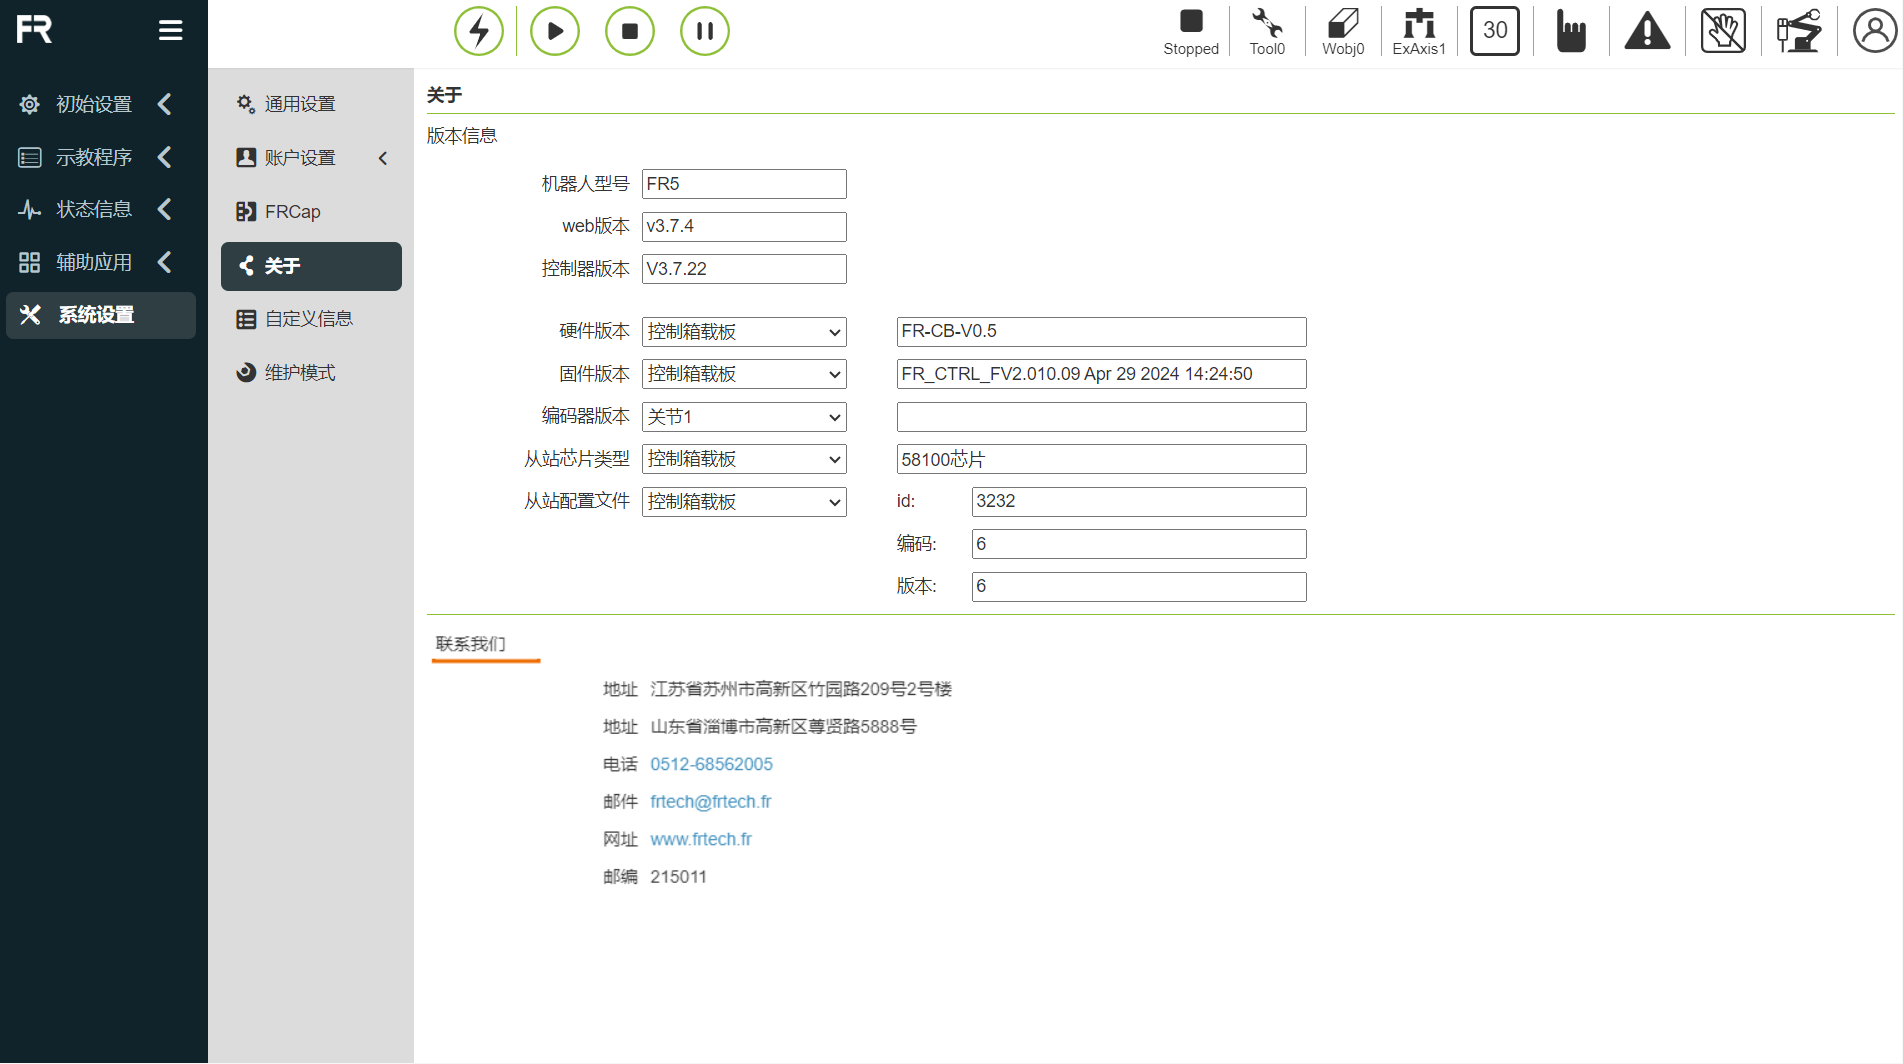 FR
Stopped
Tool0
Wobj0
ExAxis1
30
初始设置
示教程序
状态信息
辅助应用
系统设置
通用设置
账户设置
FRCap
关于
自定义信息
维护模式
关于
版本信息
机器人型号 FR5
web版本 v3.7.4
控制器版本 V3.7.22
硬件版本 控制箱载板 FR-CB-V0.5
固件版本 控制箱载板 FR_CTRL_FV2.010.09 Apr 29 2024 14:24:50
编码器版本 关节1
从站芯片类型 控制箱载板 58100芯片
从站配置文件 控制箱载板 id: 3232
编码: 6
版本: 6
联系我们
地址 江苏省苏州市高新区竹园路209号2号楼
地址 山东省淄博市高新区尊贤路5888号
电话 0512-68562005
邮件 frtech@frtech.fr
网址 www.frtech.fr
邮编 215011